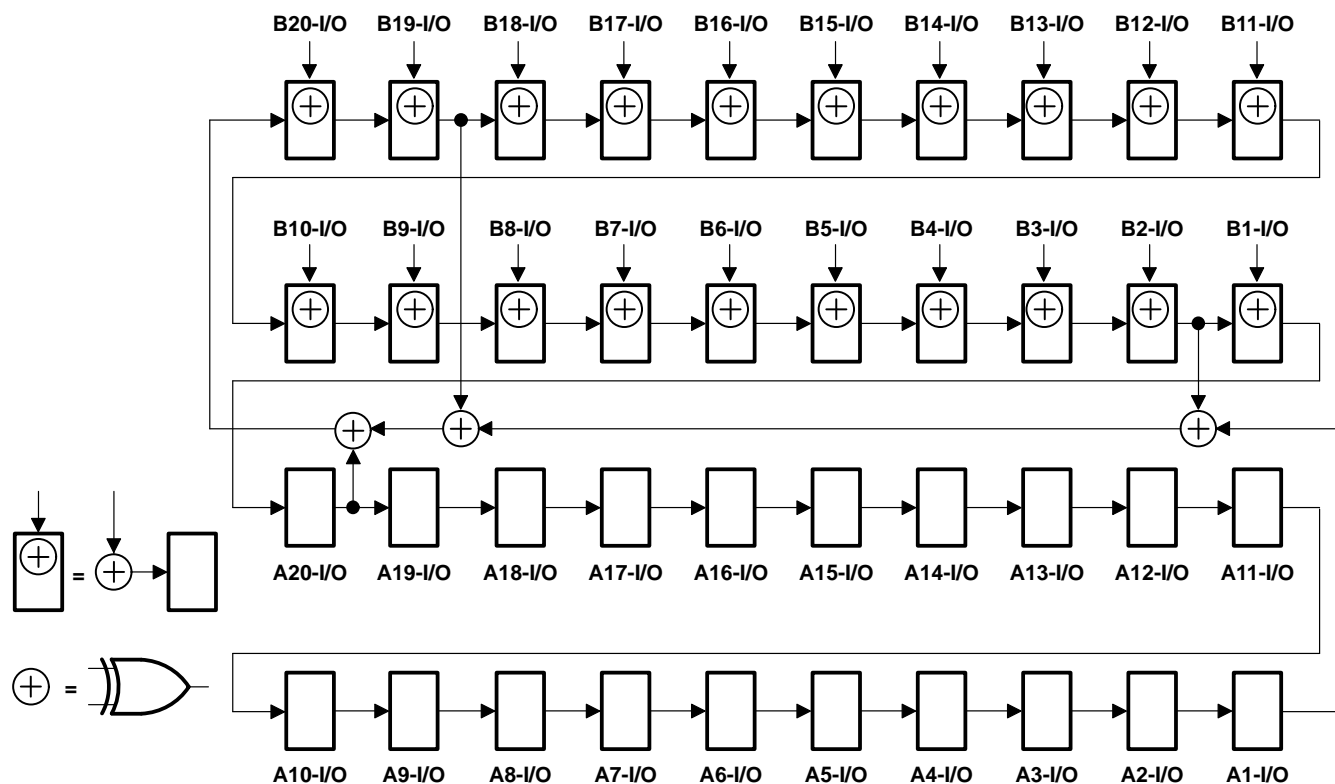 B20-I/O B19-I/O B18-I/O B17-I/O B16-I/O B15-I/O B14-I/O B13-I/O B12-I/O B11-I/O
B10-I/O B9-I/O B8-I/O B7-I/O B6-I/O B5-I/O B4-I/O B3-I/O B2-I/O B1-I/O
=
A20-I/O A19-I/O A18-I/O A17-I/O A16-I/O A15-I/O A14-I/O A13-I/O A12-I/O A11-I/O
=
A10-I/O A9-I/O A8-I/O A7-I/O A6-I/O A5-I/O A4-I/O A3-I/O A2-I/O A1-I/O